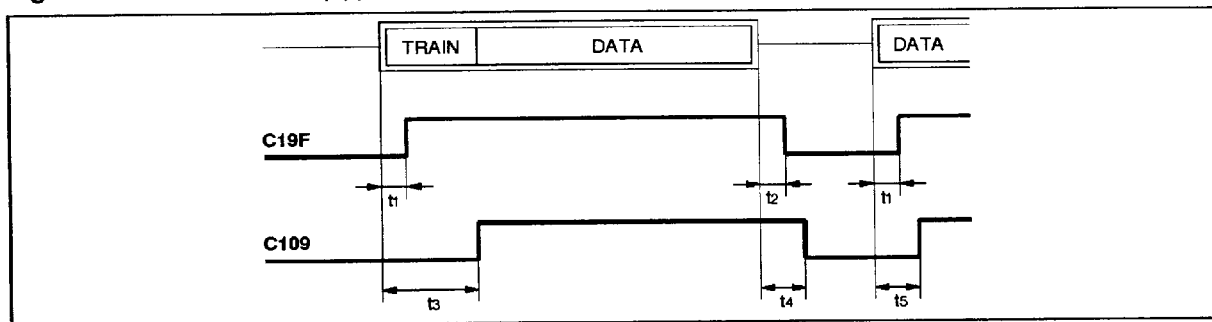 TRAIN DATA DATA
C19F
t1 t2 t1
C109
t3 t4 t5